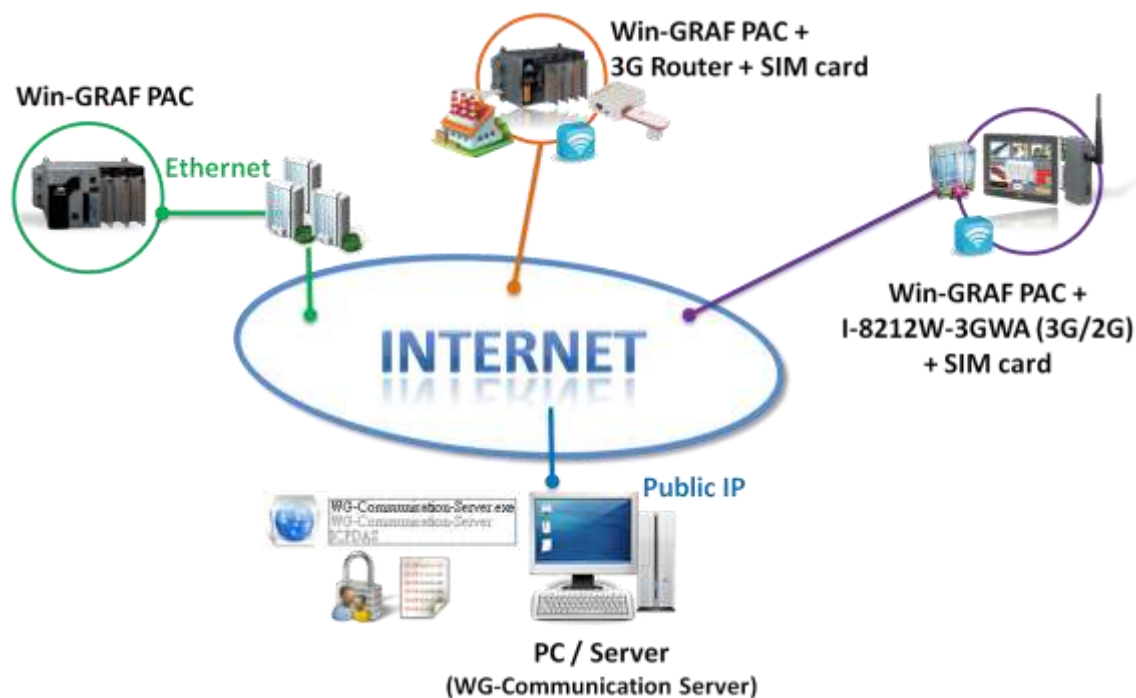 Win-GRAF PAC +
3G Router + SIM card
Win-GRAF PAC
Ethernet
Win-GRAF PAC +
I-8212W-3GWA (3G/2G)
+ SIM card
INTERNET
Public IP
WG-Communication-Server.exe
WG-Communication-Server
ICPDAS
PC / Server
(WG-Communication Server)